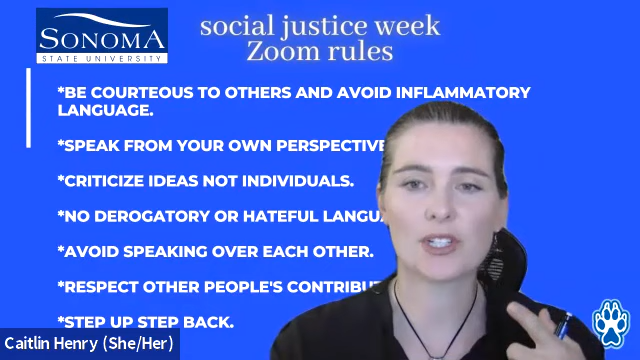 SONOMA
STATE UNIVERSITY
social justice week
Zoom rules
*BE COURTEOUS TO OTHERS AND AVOID INFLAMMATORY
LANGUAGE.
*SPEAK FROM YOUR OWN PERSPECTIVE
*CRITICIZE IDEAS NOT INDIVIDUALS.
*NO DEROGATORY OR HATEFUL
*AVOID SPEAKING OVER EACH OTHER.
*RESPECT OTHER PEOPLE'S
*STEP UP STEP BACK.
Caitlin Henry (She/Her)